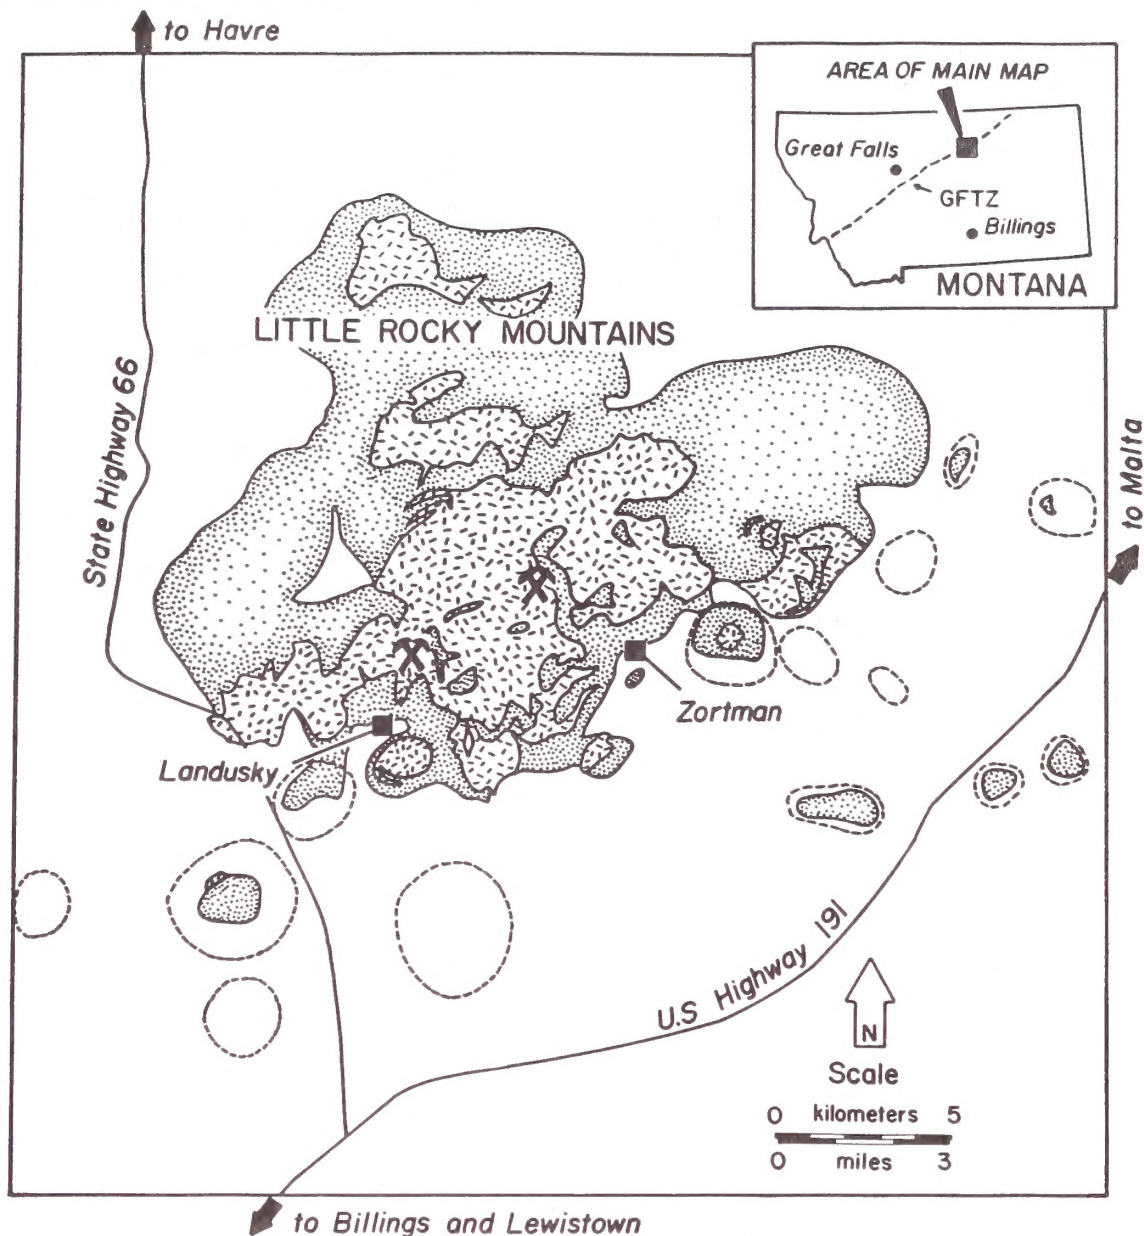 to Havre
AREA OF MAIN MAP
Great Falls
GFTZ
Billings
MONTANA
LITTLE ROCKY MOUNTAINS
State Highway 66
to Malta
Zortman
Landusky
U.S Highway 191
N
Scale
0 kilometers 5
0 miles 3
to Billings and Lewistown